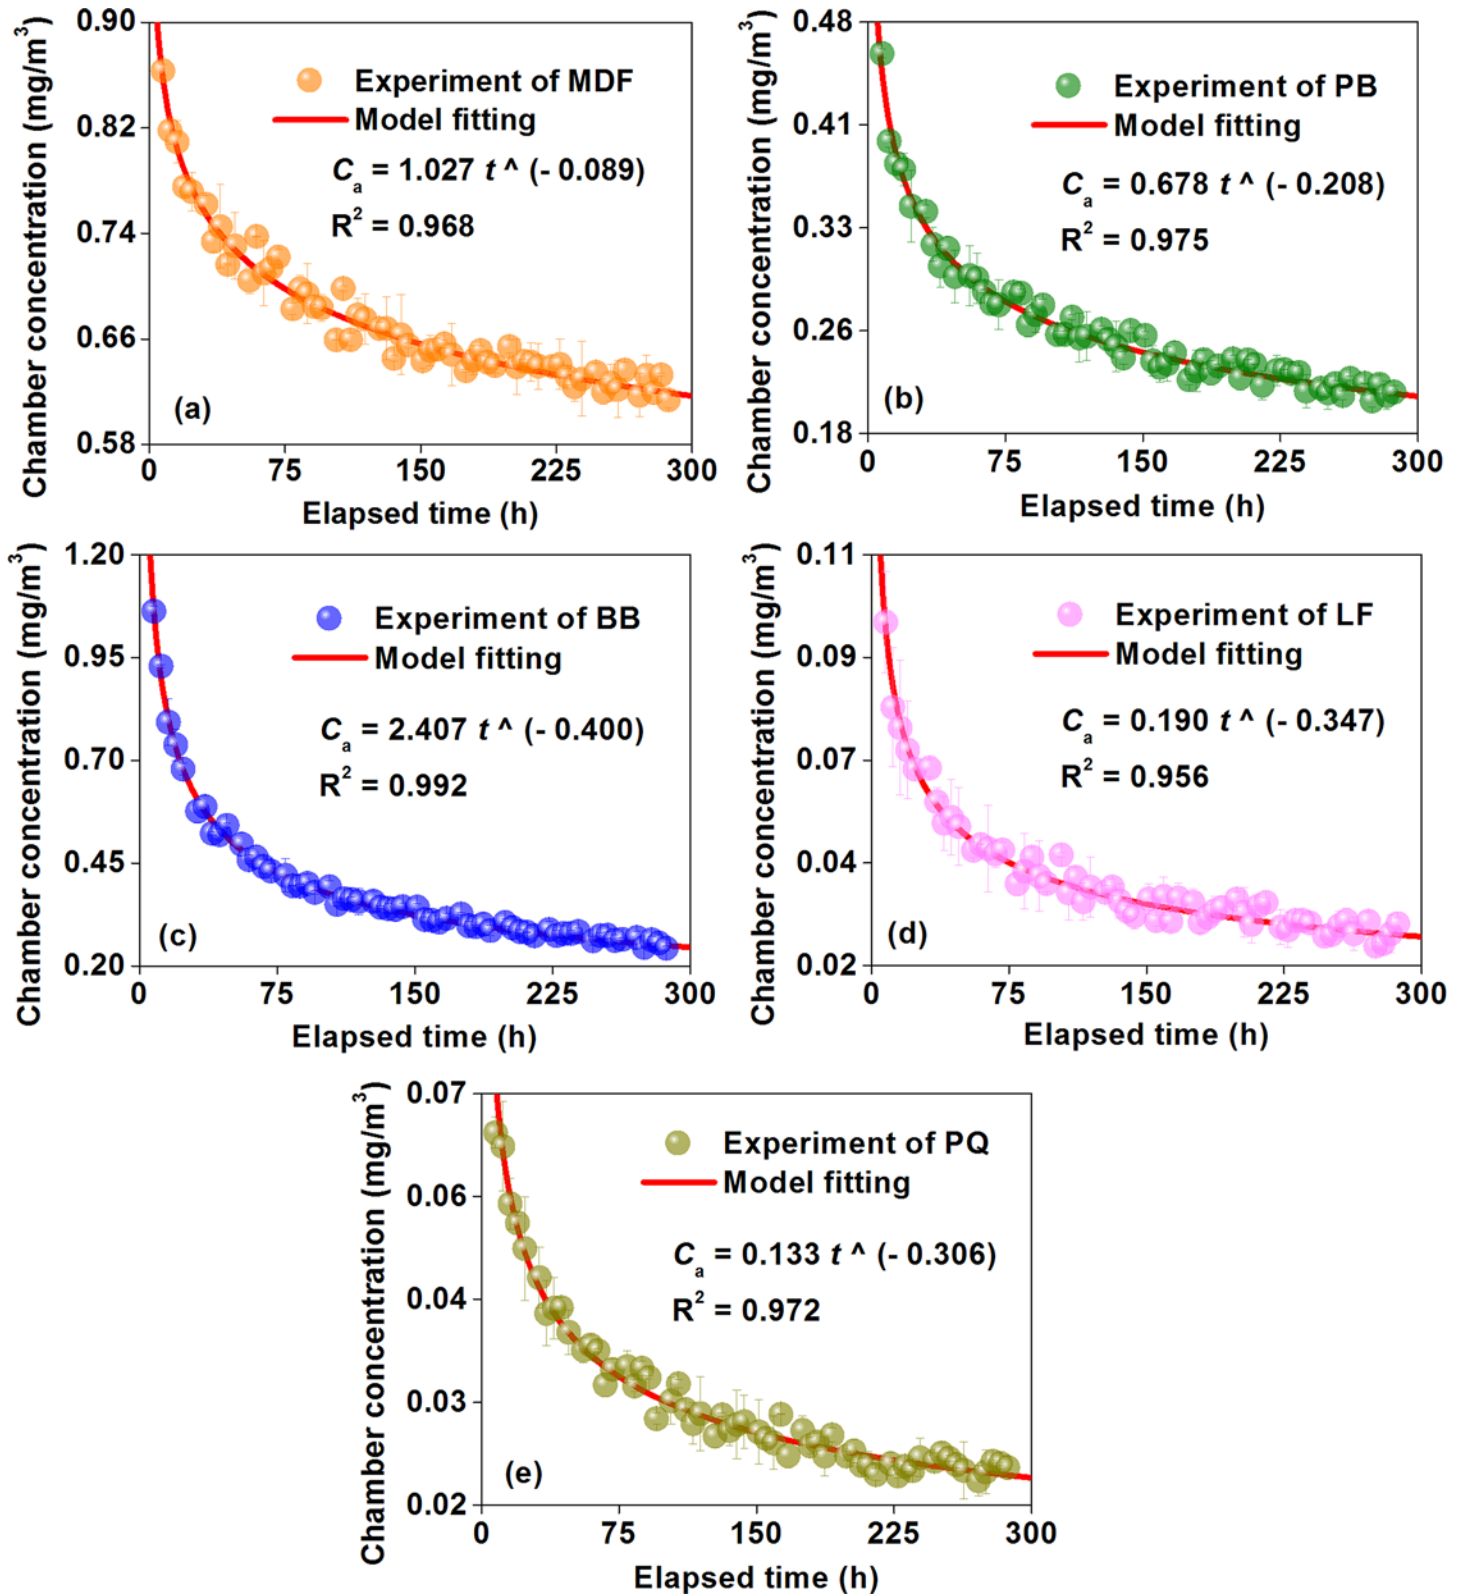 Chamber concentration (mg/m³)
0.90
0.82
0.74
0.66
0.58
Experiment of MDF
Model fitting
Cₐ = 1.027 t ^ (- 0.089)
R² = 0.968
(a)
0 75 150 225 300
Elapsed time (h)
Chamber concentration (mg/m³)
0.48
0.41
0.33
0.26
0.18
Experiment of PB
Model fitting
Cₐ = 0.678 t ^ (- 0.208)
R² = 0.975
(b)
0 75 150 225 300
Elapsed time (h)
Chamber concentration (mg/m³)
1.20
0.95
0.70
0.45
0.20
Experiment of BB
Model fitting
Cₐ = 2.407 t ^ (- 0.400)
R² = 0.992
(c)
0 75 150 225 300
Elapsed time (h)
Chamber concentration (mg/m³)
0.11
0.09
0.07
0.04
0.02
Experiment of LF
Model fitting
Cₐ = 0.190 t ^ (- 0.347)
R² = 0.956
(d)
0 75 150 225 300
Elapsed time (h)
Chamber concentration (mg/m³)
0.07
0.06
0.04
0.03
0.02
Experiment of PQ
Model fitting
Cₐ = 0.133 t ^ (- 0.306)
R² = 0.972
(e)
0 75 150 225 300
Elapsed time (h)